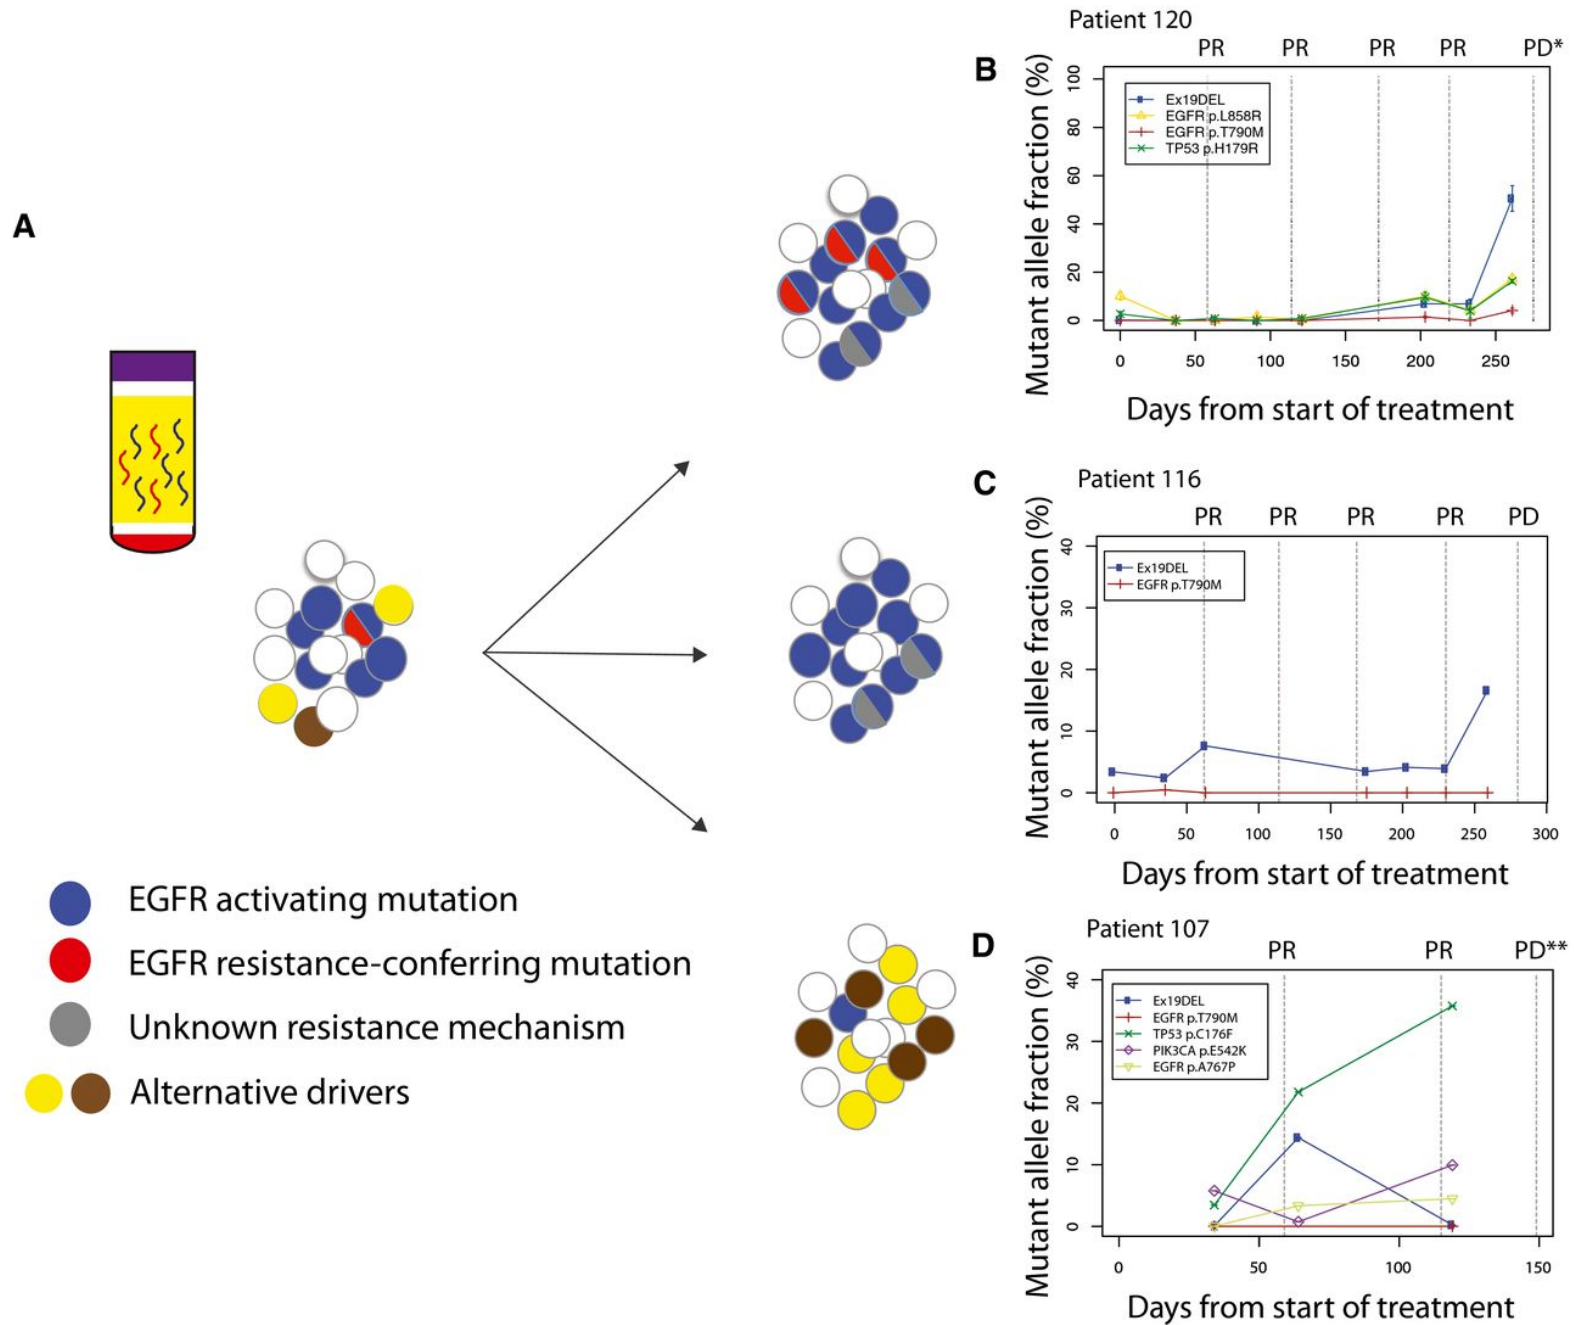 A
EGFR activating mutation
EGFR resistance-conferring mutation
Unknown resistance mechanism
Alternative drivers
B
Patient 120
PR PR PR PR PD*
Mutant allele fraction (%)
100
80
60
40
20
0
Ex19DEL
EGFR p.L858R
EGFR p.T790M
TP53 p.H179R
0 50 100 150 200 250
Days from start of treatment
C
Patient 116
PR PR PR PR PD
Mutant allele fraction (%)
40
30
20
10
0
Ex19DEL
EGFR p.T790M
0 50 100 150 200 250 300
Days from start of treatment
D
Patient 107
PR PR PD**
Mutant allele fraction (%)
40
30
20
10
0
Ex19DEL
EGFR p.T790M
TP53 p.C176F
PIK3CA p.E542K
EGFR p.A767P
0 50 100 150
Days from start of treatment